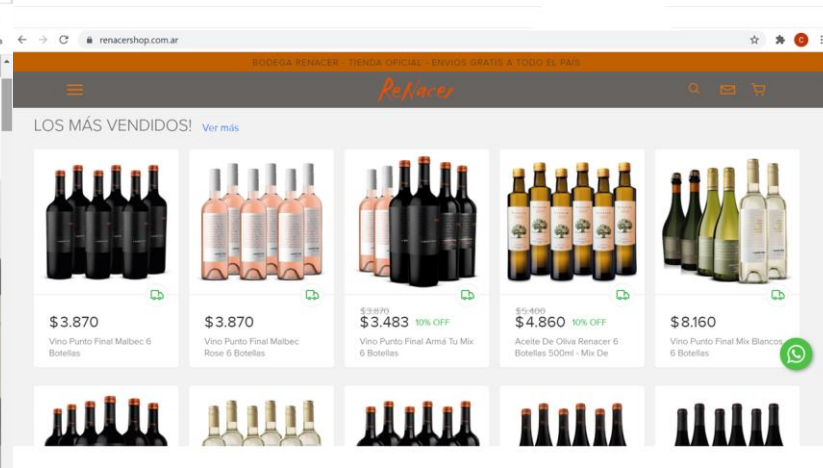 renacershop.com.ar
C
BODEGA RENACER - TIENDA OFICIAL - ENVIOS GRATIS A TODO EL PAIS
ReNacer
LOS MÁS VENDIDOS! Ver más
$3.870
Vino Punto Final Malbec 6
Botellas
$3.870
Vino Punto Final Malbec
Rose 6 Botellas
$3.870
$3.483 10% OFF
Vino Punto Final Armá Tu Mix
6 Botellas
$5.400
$4.860 10% OFF
Aceite De Oliva Renacer 6
Botellas 500ml - Mix De
$8.160
Vino Punto Final Mix Blancos
6 Botellas